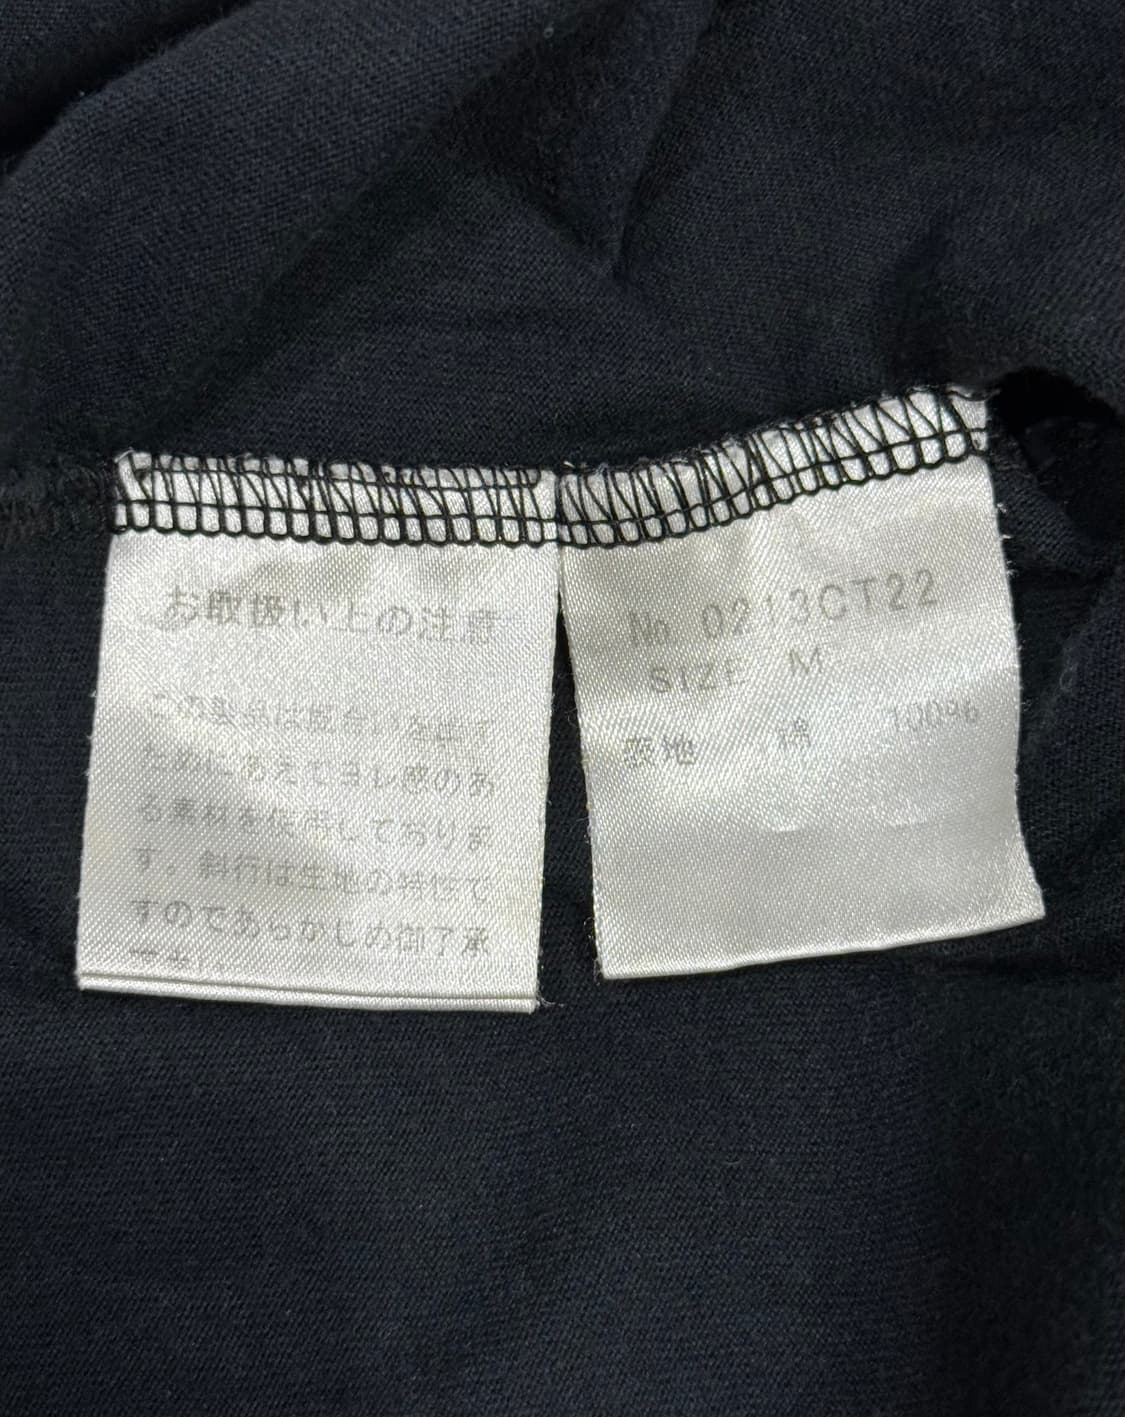 お取扱い上の注意
この製品は風合いを出す
ためにあえてヨレ感のあ
る素材を使用しておりま
す。斜行は生地の特性で
すのであらかじめ御了承
No. 0213CT22
SIZE M
表地 綿 100%